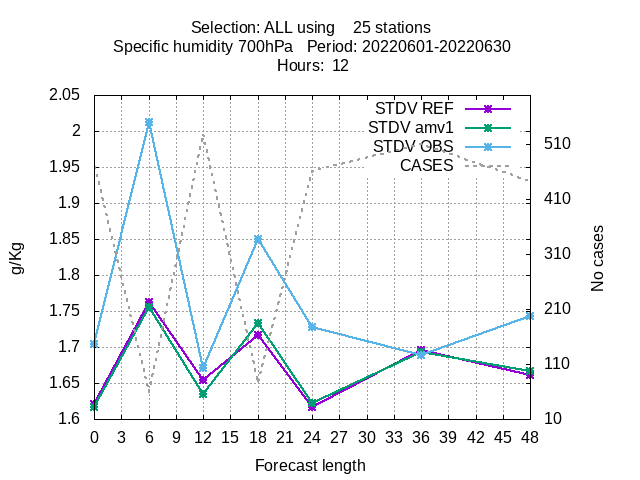 Selection: ALL using    25 stations
Specific humidity 700hPa   Period: 20220601-20220630
Hours:  12
STDV REF
STDV amv1
STDV OBS
CASES
2.05
2
1.95
1.9
1.85
1.8
1.75
1.7
1.65
1.6
g/Kg
510
410
310
210
110
10
No cases
0 3 6 9 12 15 18 21 24 27 30 33 36 39 42 45 48
Forecast length